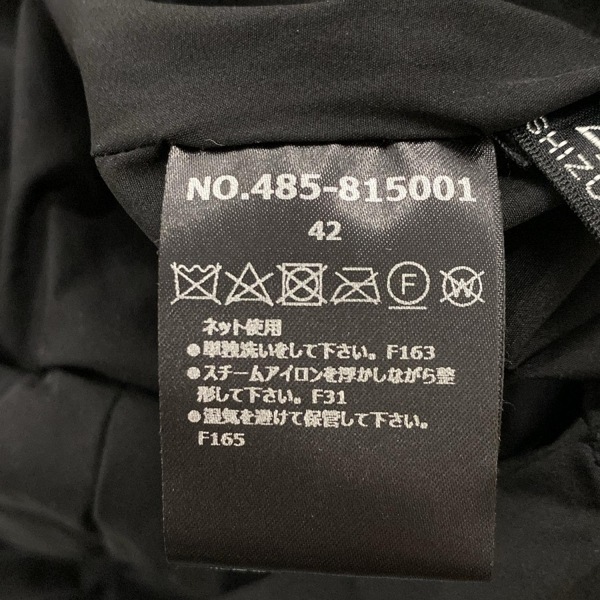 NO.485-815001
42
F
W
ネット使用
●単独洗いをして下さい。F163
●スチームアイロンを浮かしながら整
形して下さい。F31
●湿気を避けて保管して下さい。
F165
SHIZU